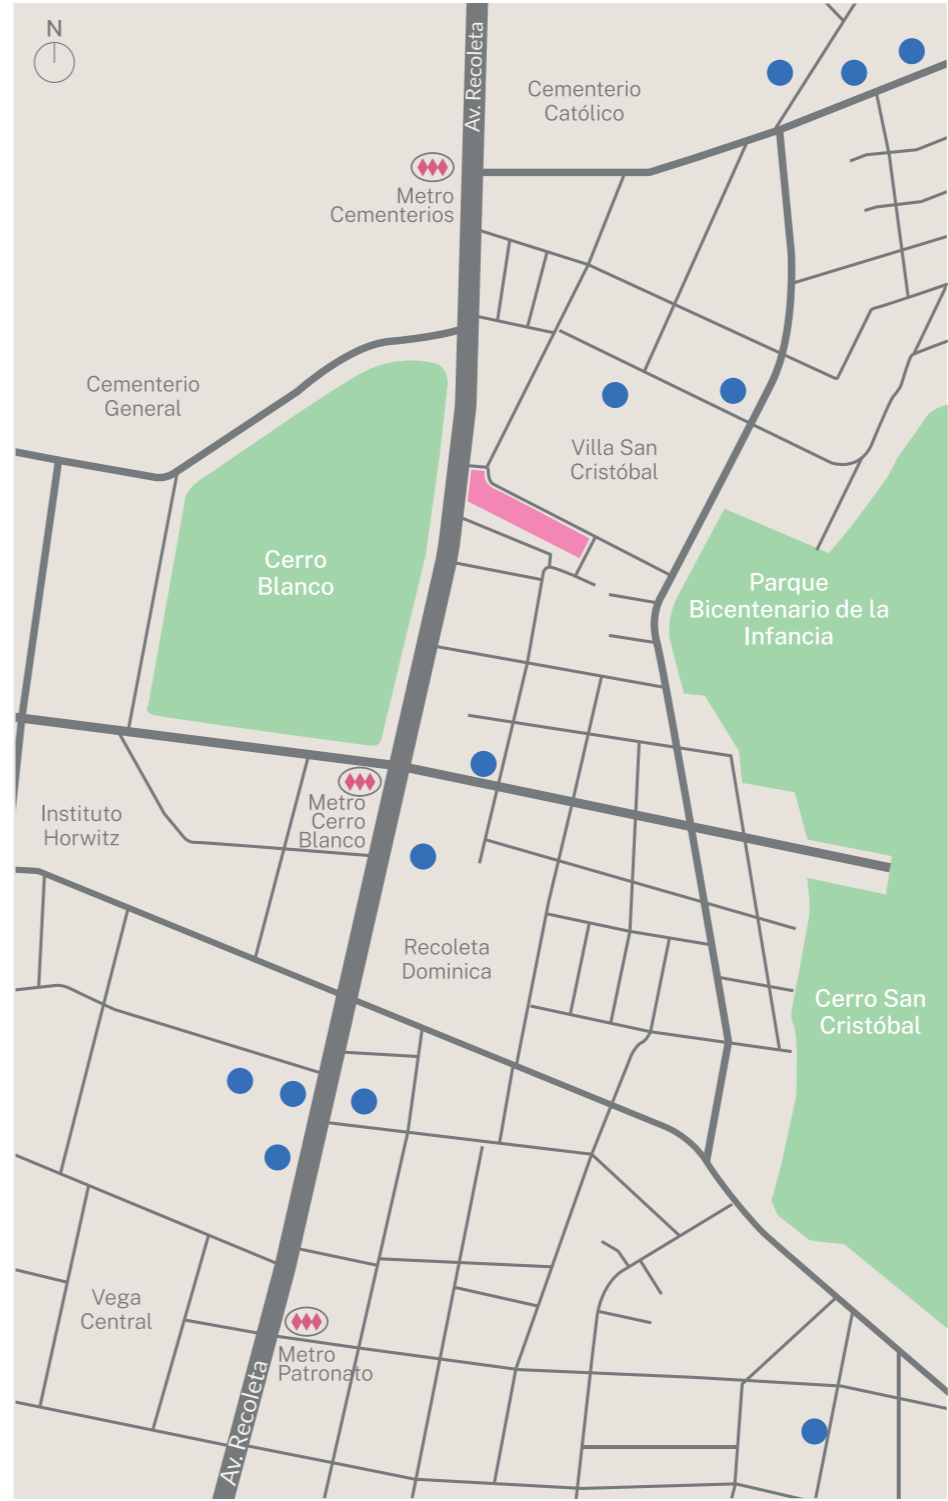 N
Av. Recoleta
Cementerio
Católico
Metro
Cementerios
Cementerio
General
Villa San
Cristóbal
Cerro
Blanco
Parque
Bicentenario de la
Infancia
Metro
Cerro
Blanco
Instituto
Horwitz
Recoleta
Dominica
Cerro San
Cristóbal
Vega
Central
Metro
Patronato
Av. Recoleta